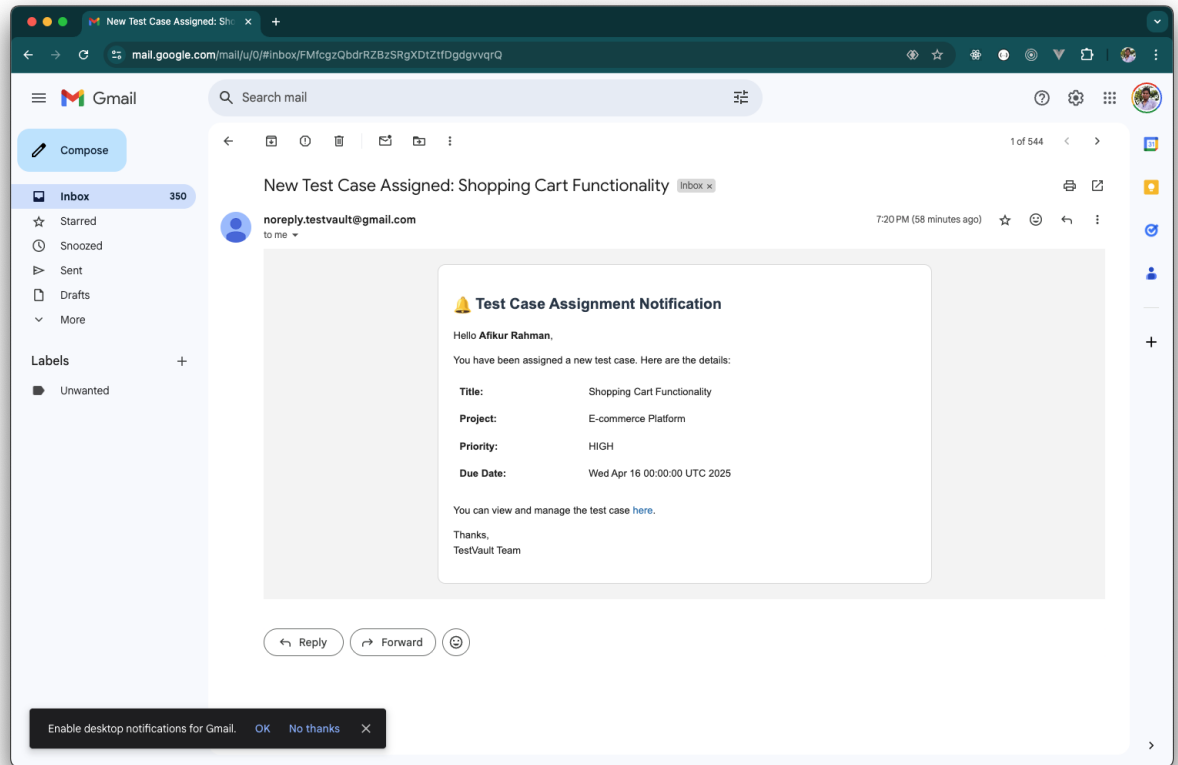 New Test Case Assigned: Sho
mail.google.com/mail/u/0/#inbox/FMfcgzQbdrRZBzSRgXDtZtfDgdgvvqrQ
Gmail
Search mail
Compose
1 of 544
Inbox 350
Starred
Snoozed
Sent
Drafts
More
Labels
Unwanted
New Test Case Assigned: Shopping Cart Functionality Inbox x
noreply.testvault@gmail.com 7:20 PM (58 minutes ago)
to me
31
Test Case Assignment Notification
Hello Afikur Rahman,
You have been assigned a new test case. Here are the details:
Title: Shopping Cart Functionality
Project: E-commerce Platform
Priority: HIGH
Due Date: Wed Apr 16 00:00:00 UTC 2025
You can view and manage the test case here.
Thanks,
TestVault Team
Reply Forward
Enable desktop notifications for Gmail. OK No thanks